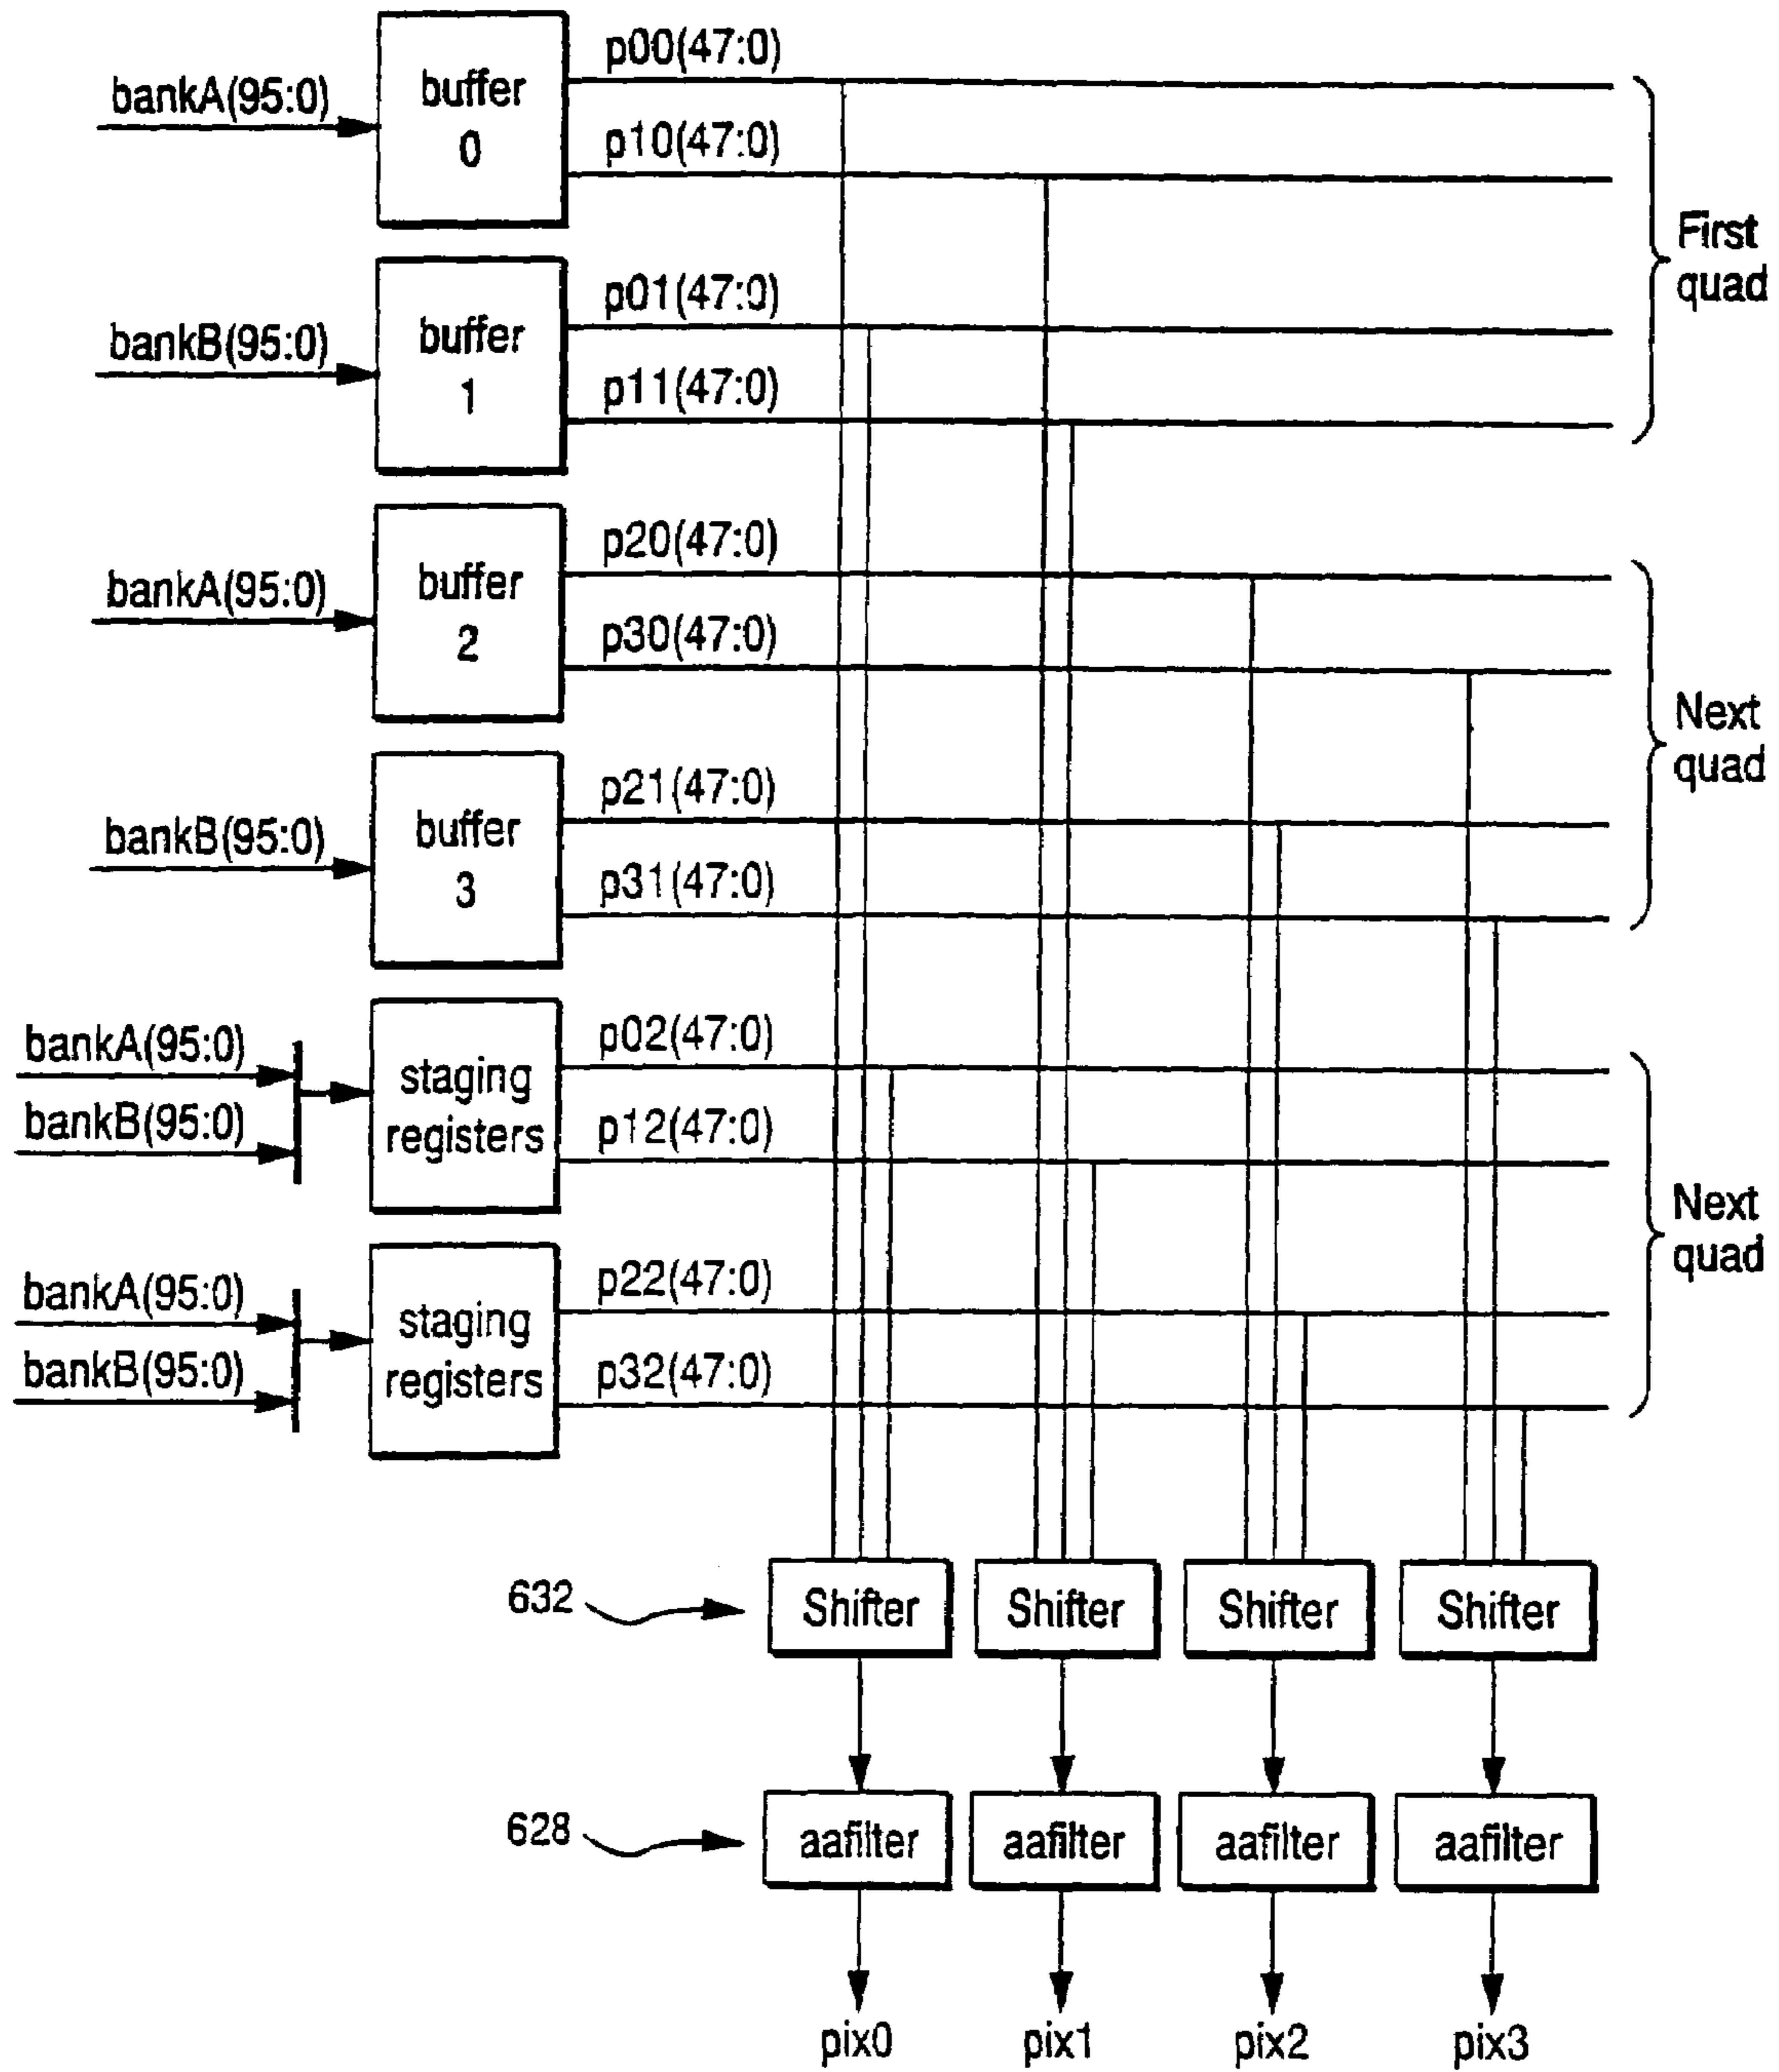 p00(47:0)
bankA(95:0)
buffer
0
p10(47:0)
First
quad
p01(47:0)
bankB(95:0)
buffer
1
p11(47:0)
p20(47:0)
bankA(95:0)
buffer
2
p30(47:0)
Next
quad
p21(47:0)
bankB(95:0)
buffer
3
p31(47:0)
p02(47:0)
bankA(95:0)
bankB(95:0)
staging
registers
p12(47:0)
Next
quad
p22(47:0)
bankA(95:0)
bankB(95:0)
staging
registers
p32(47:0)
632
Shifter
Shifter
Shifter
Shifter
628
aafilter
aafilter
aafilter
aafilter
pix0
pix1
pix2
pix3